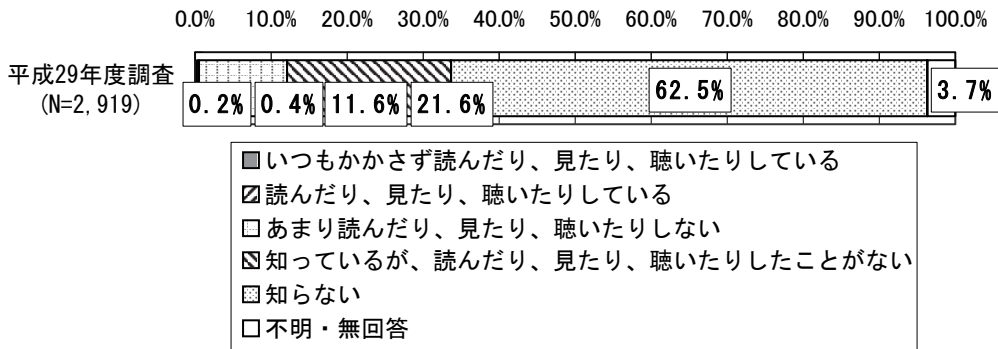 0.0% 10.0% 20.0% 30.0% 40.0% 50.0% 60.0% 70.0% 80.0% 90.0% 100.0%
平成29年度調査
(N=2,919)
0.2% 0.4% 11.6% 21.6% 62.5% 3.7%
いつもかかさず読んだり、見たり、聴いたりしている
読んだり、見たり、聴いたりしている
あまり読んだり、見たり、聴いたりしない
知っているが、読んだり、見たり、聴いたりしたことがない
知らない
不明・無回答